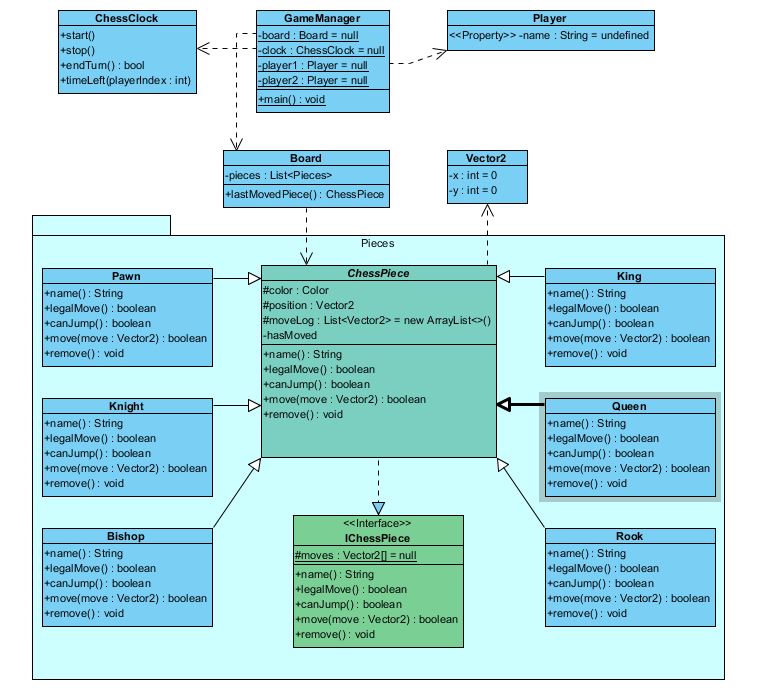 ChessClock
+start()
+stop()
+endTurn() : bool
+timeLeft(playerIndex : int)
GameManager
-board : Board = null
-clock : ChessClock = null
-player1 : Player = null
-player2 : Player = null
+main() : void
Player
<<Property>> -name : String = undefined
Board
-pieces : List<Pieces>
+lastMovedPiece() : ChessPiece
Vector2
-x : int = 0
-y : int = 0
Pieces
Pawn
+name() : String
+legalMove() : boolean
+canJump() : boolean
+move(move : Vector2) : boolean
+remove() : void
ChessPiece
#color : Color
#position : Vector2
#moveLog : List<Vector2> = new ArrayList<>()
-hasMoved
+name() : String
+legalMove() : boolean
+canJump() : boolean
+move(move : Vector2) : boolean
+remove() : void
King
+name() : String
+legalMove() : boolean
+canJump() : boolean
+move(move : Vector2) : boolean
+remove() : void
Knight
+name() : String
+legalMove() : boolean
+canJump() : boolean
+move(move : Vector2) : boolean
+remove() : void
Queen
+name() : String
+legalMove() : boolean
+canJump() : boolean
+move(move : Vector2) : boolean
+remove() : void
Bishop
+name() : String
+legalMove() : boolean
+canJump() : boolean
+move(move : Vector2) : boolean
+remove() : void
<<Interface>>
IChessPiece
#moves : Vector2[] = null
+name() : String
+legalMove() : boolean
+canJump() : boolean
+move(move : Vector2) : boolean
+remove() : void
Rook
+name() : String
+legalMove() : boolean
+canJump() : boolean
+move(move : Vector2) : boolean
+remove() : void